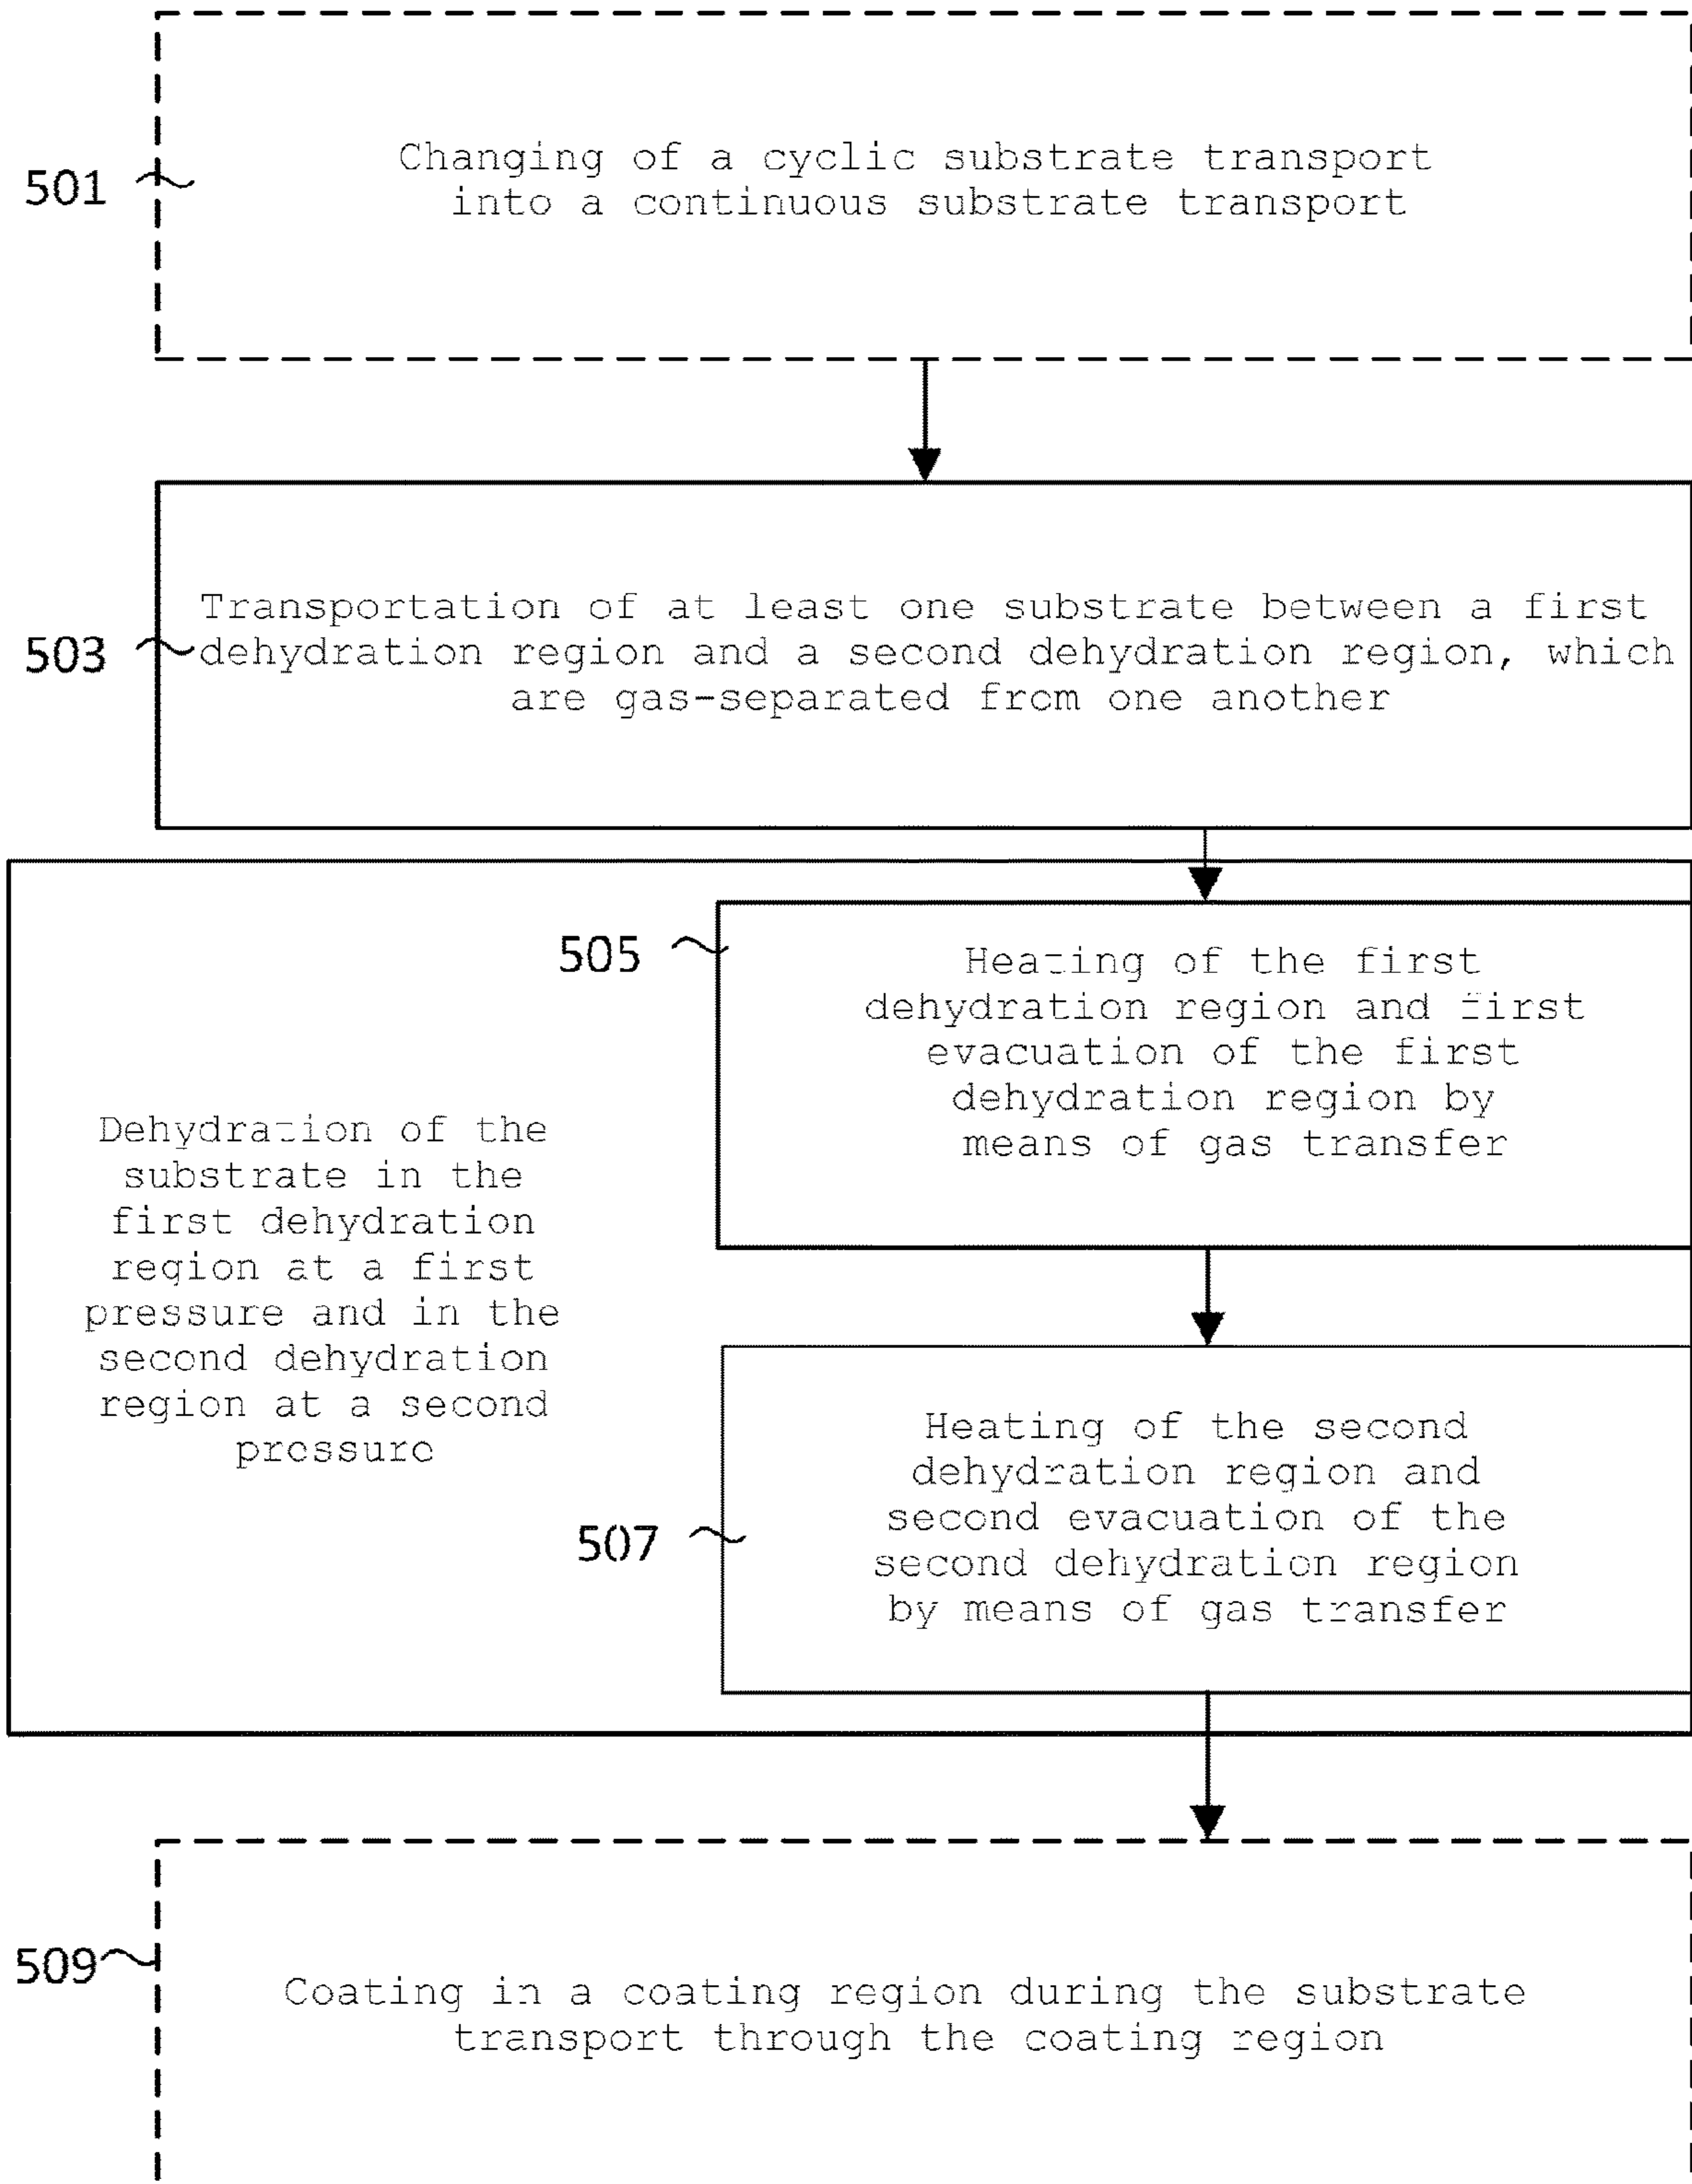 501
Changing of a cyclic substrate transport
into a continuous substrate transport
503
Transportation of at least one substrate between a first
dehydration region and a second dehydration region, which
are gas-separated from one another
505
Heating of the first
dehydration region and first
evacuation of the first
dehydration region by
means of gas transfer
Dehydration of the
substrate in the
first dehydration
region at a first
pressure and in the
second dehydration
region at a second
pressure
507
Heating of the second
dehydration region and
second evacuation of the
second dehydration region
by means of gas transfer
509
Coating in a coating region during the substrate
transport through the coating region